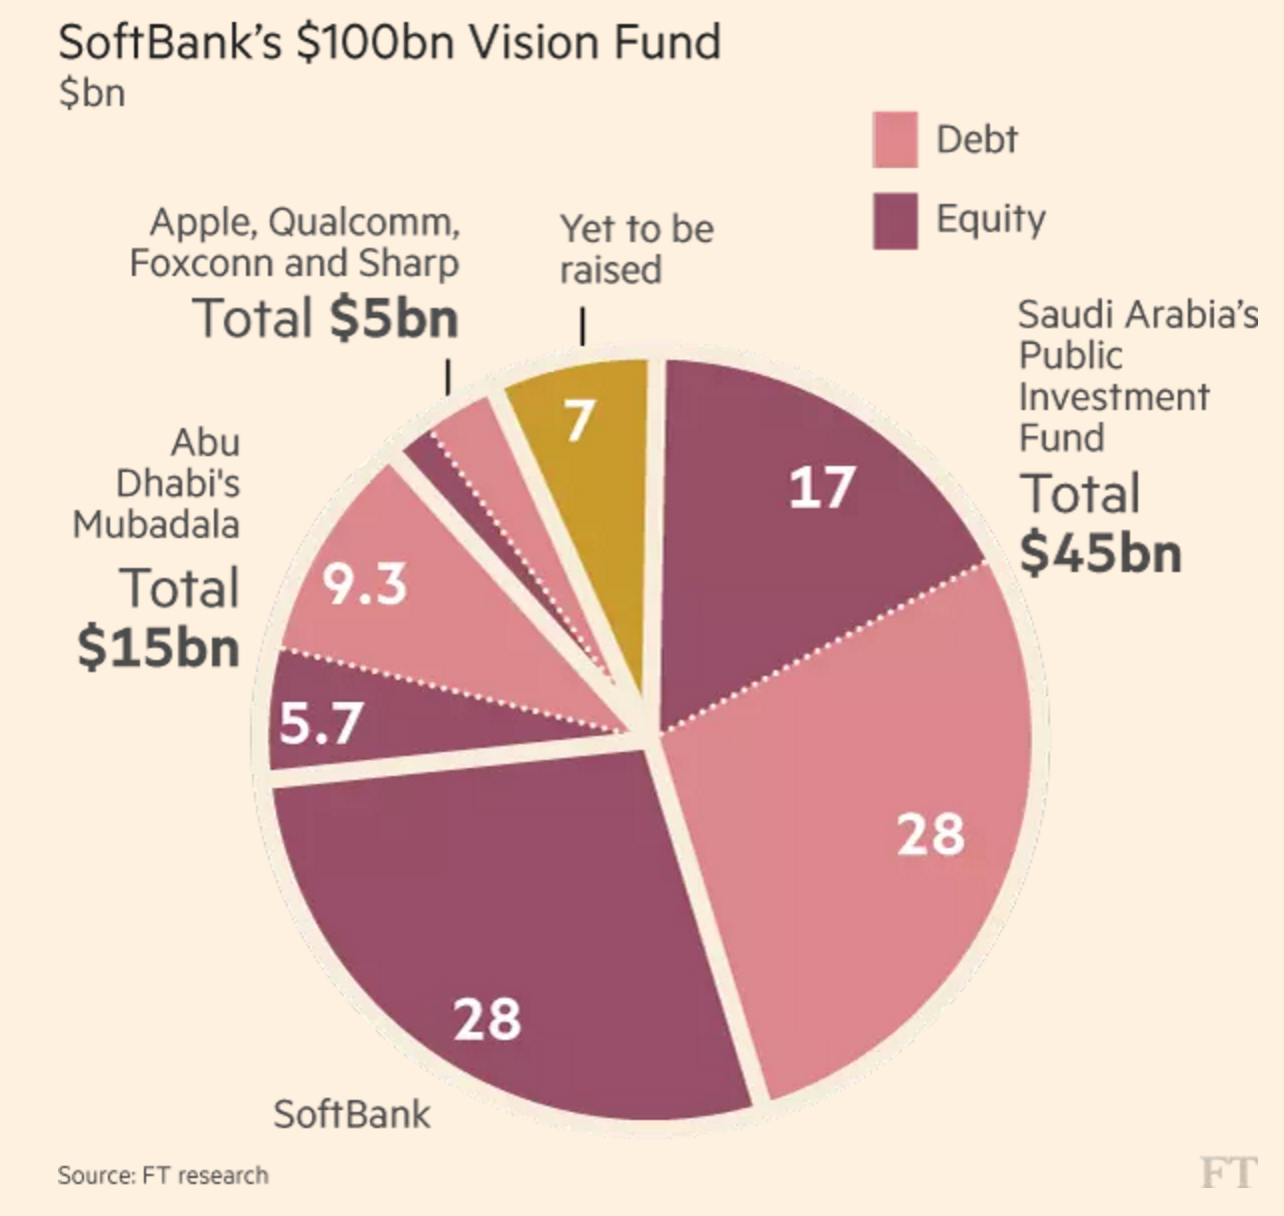 SoftBank’s $100bn Vision Fund
$bn
Debt
Equity
Apple, Qualcomm,
Foxconn and Sharp
Total $5bn
Yet to be
raised
Saudi Arabia’s
Public
Investment
Fund
Total
$45bn
Abu
Dhabi's
Mubadala
Total
$15bn
7
17
9.3
5.7
28
28
SoftBank
Source: FT research
FT